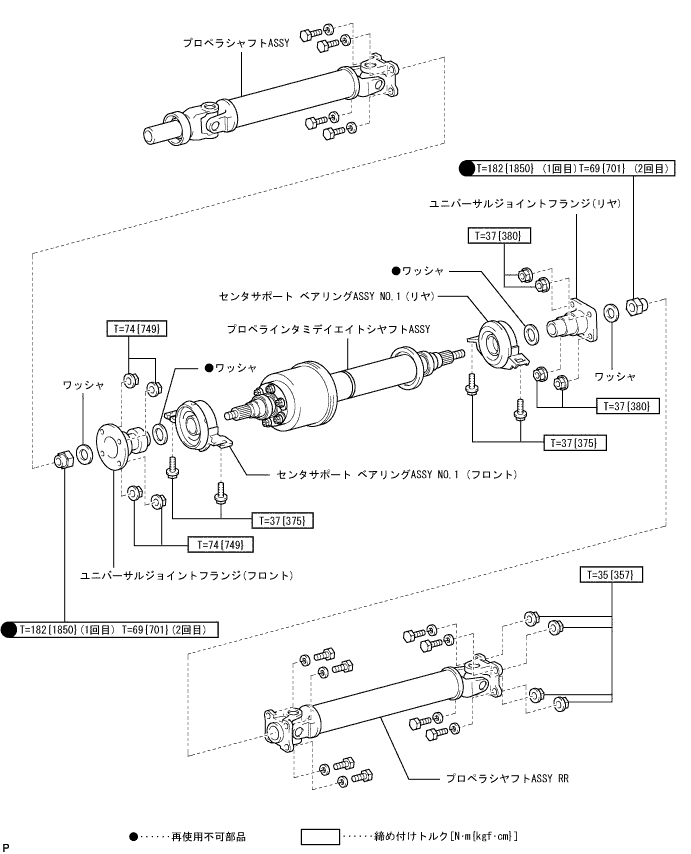 プロペラシャフトASSY
●T=182{1850} (1回目)T=69{701} (2回目)
ユニバーサルジョイントフランジ(リヤ)
T=37{380}
●ワッシャ
センタサポート ベアリングASSY NO.1 (リヤ)
プロペラインタミデイエイトシヤフトASSY
T=74{749}
●ワッシャ
ワッシャ
ワッシャ
T=37{380}
T=37{375}
センタサポート ベアリングASSY NO.1 (フロント)
T=37{375}
T=74{749}
ユニバーサルジョイントフランジ(フロント)
T=35{357}
●T=182{1850}(1回目) T=69{701}(2回目)
プロペラシヤフトASSY RR
●‥‥‥再使用不可部品
‥‥‥締め付けトルク[N·m{kgf·cm}]
P